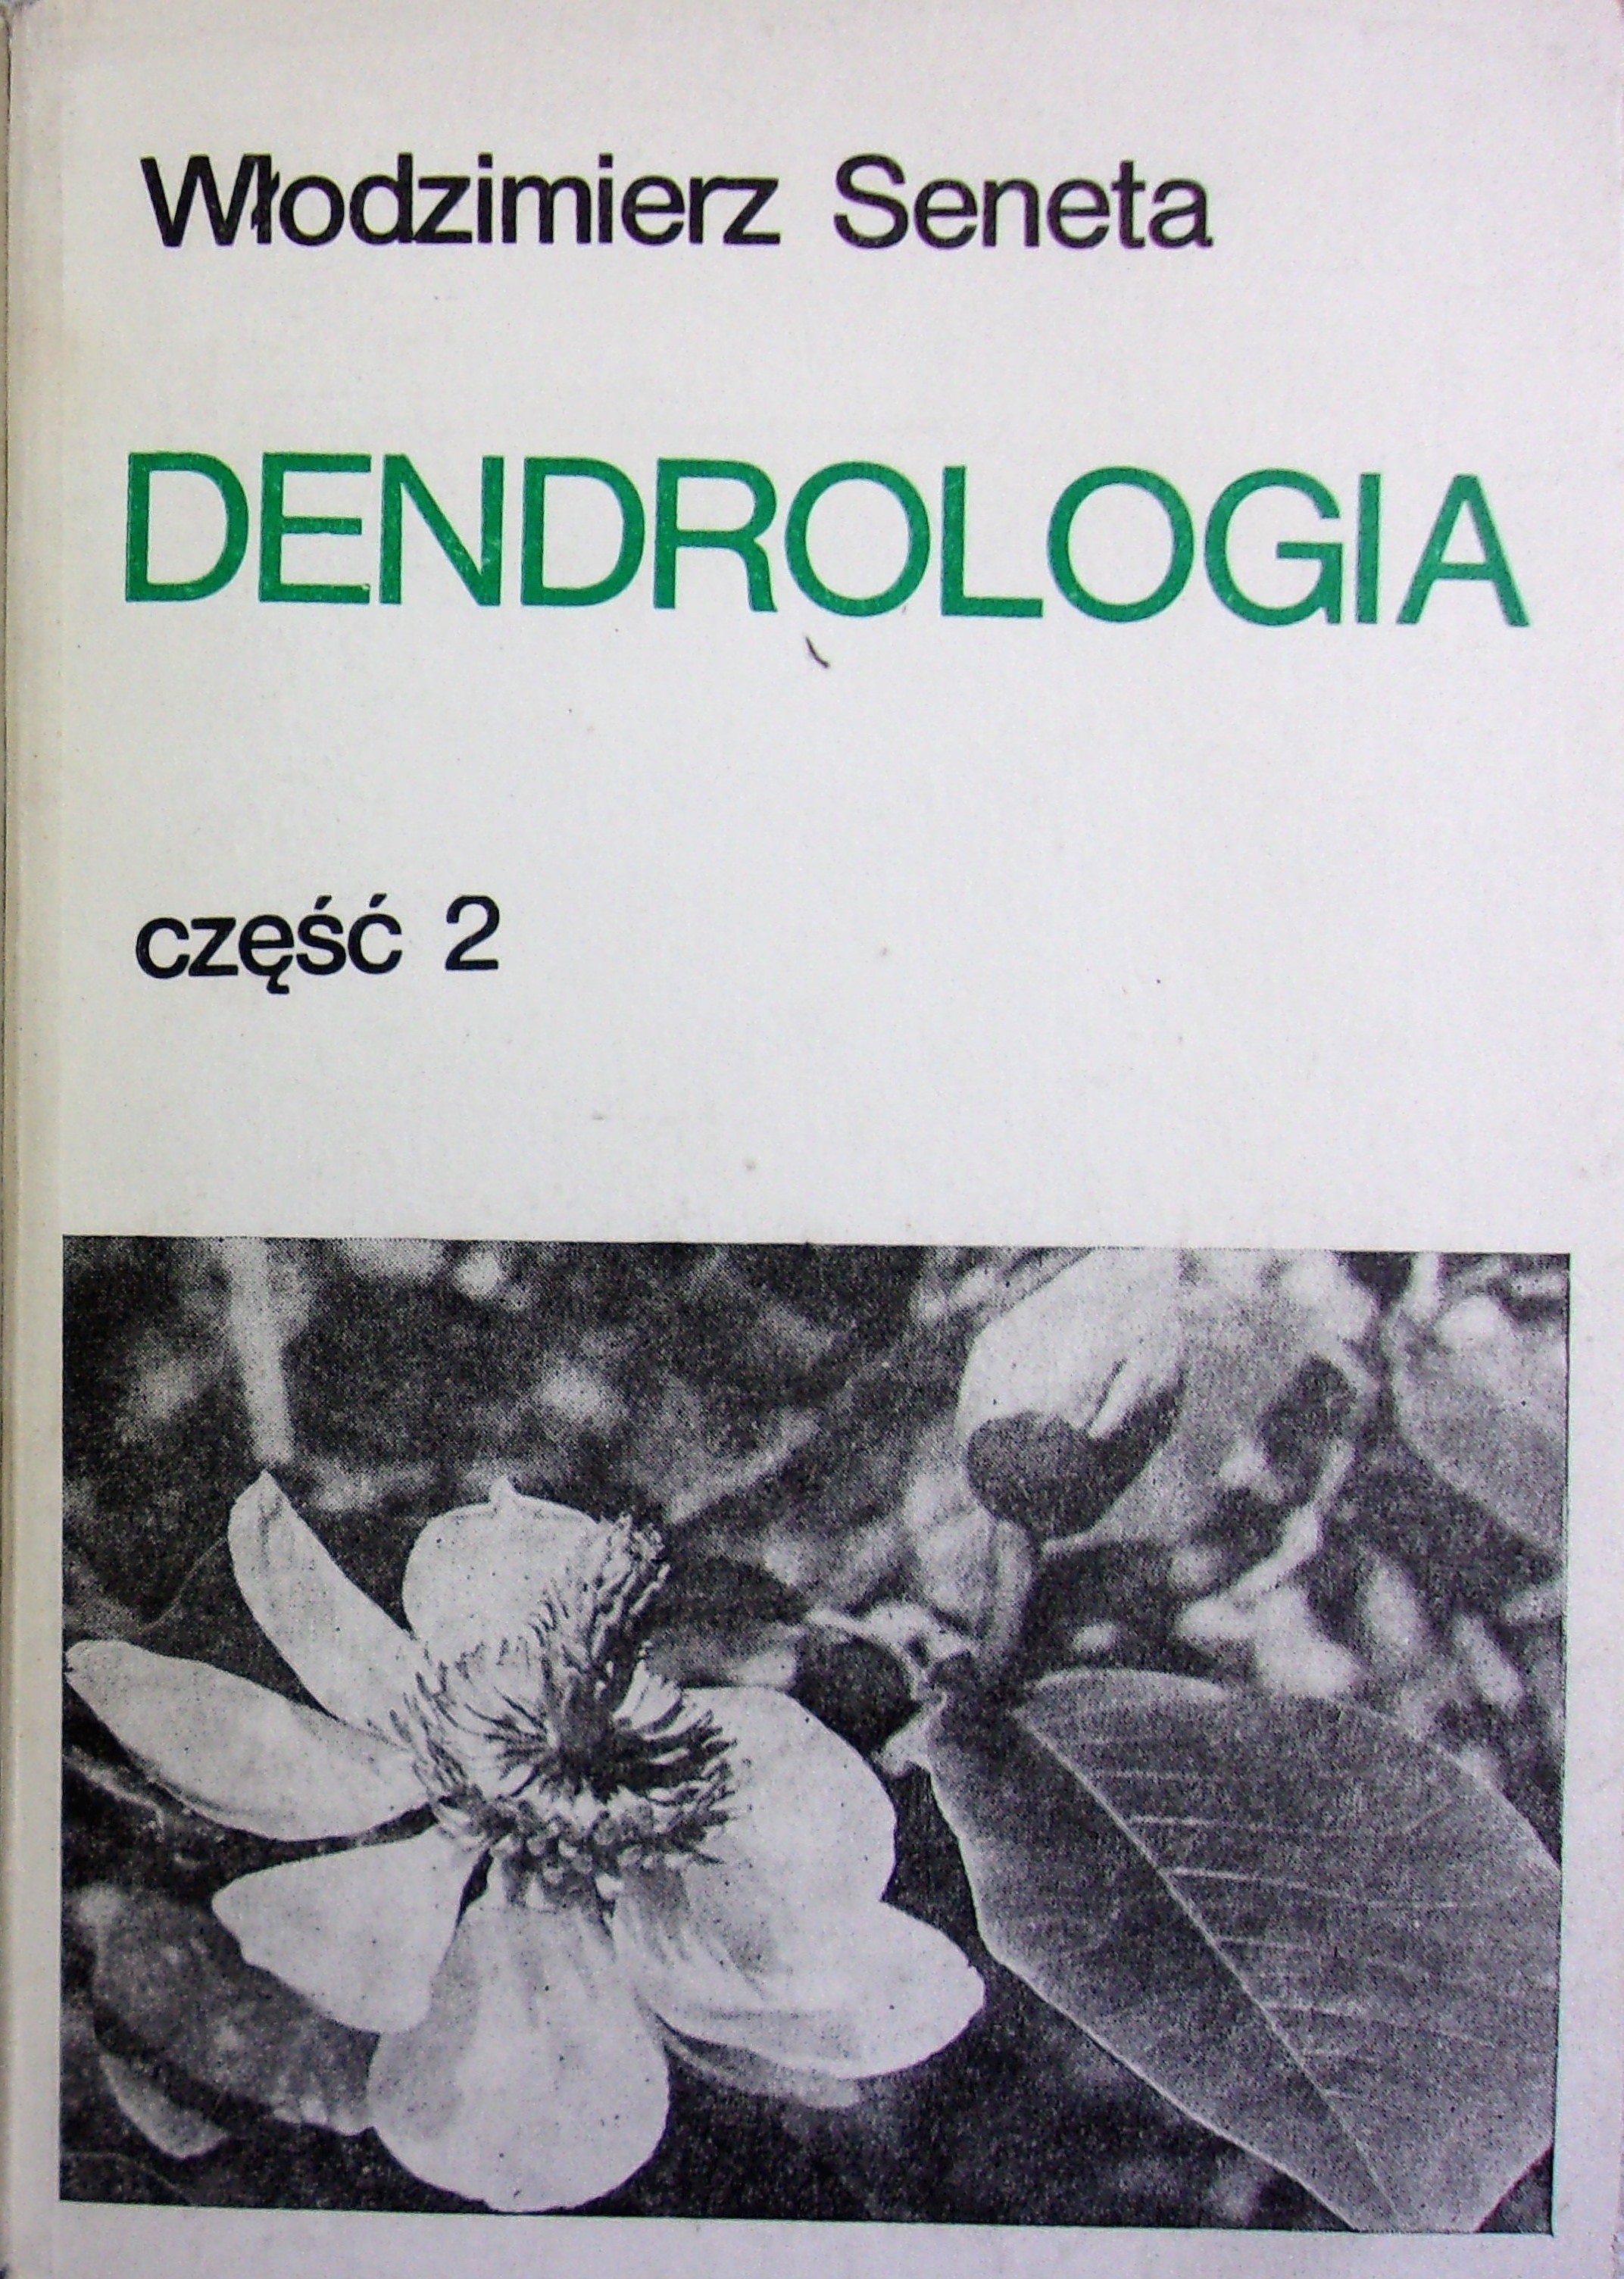 Włodzimierz Seneta
DENDROLOGIA
część 2